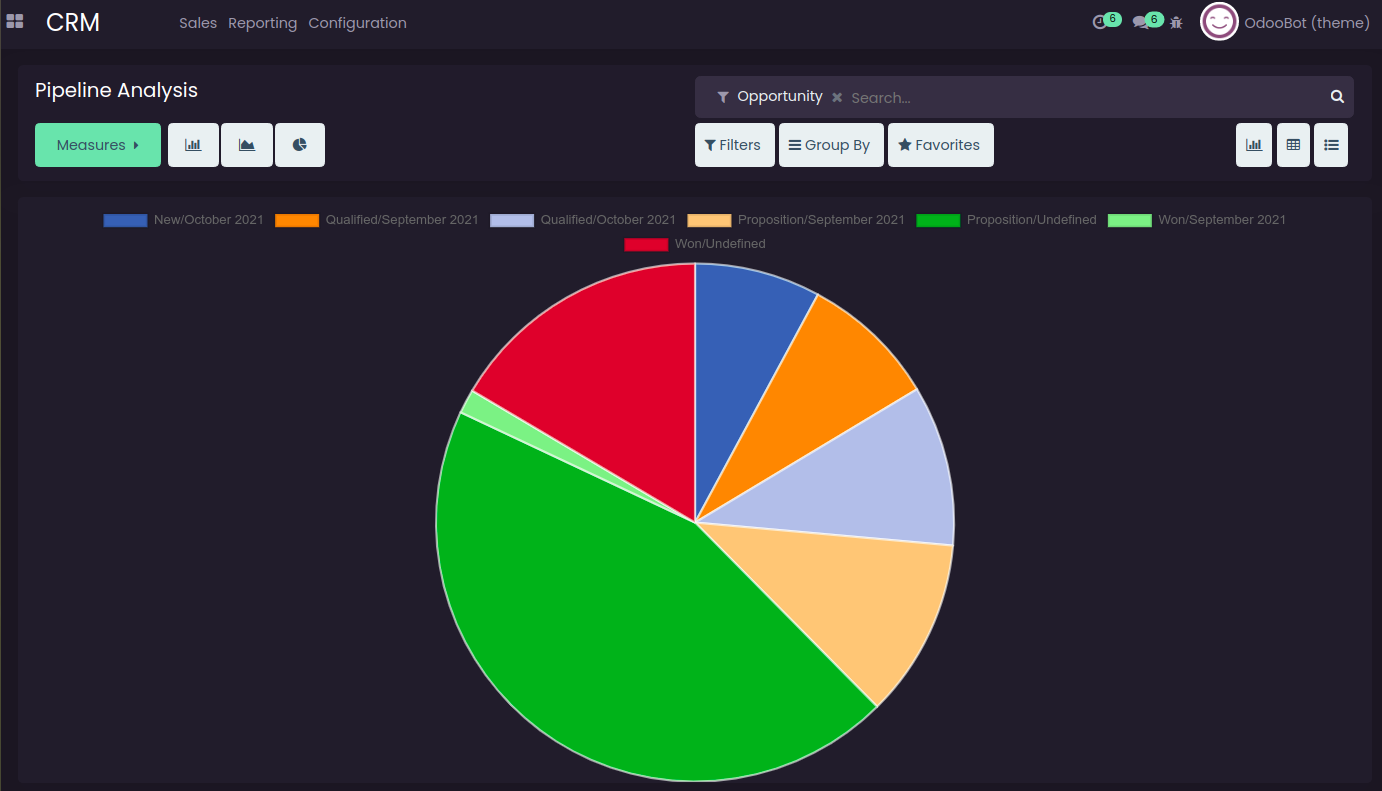 CRM Sales Reporting Configuration 6 6 OdooBot (theme)
Pipeline Analysis
Opportunity Search...
Measures Filters Group By Favorites
New/October 2021 Qualified/September 2021 Qualified/October 2021 Proposition/September 2021 Proposition/Undefined Won/September 2021
Won/Undefined